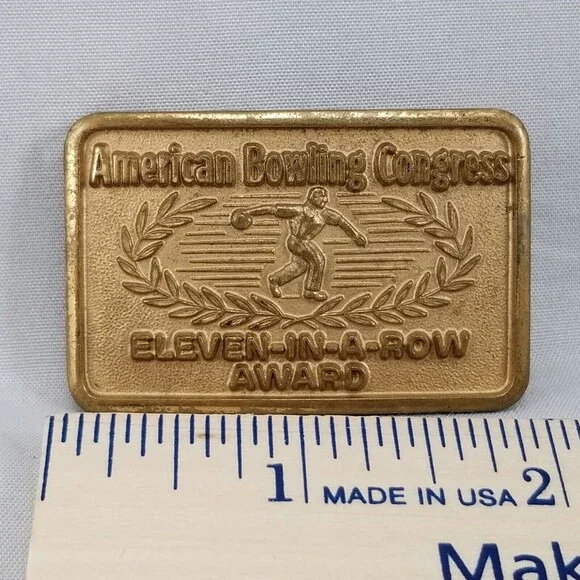 American Bowling Congress
ELEVEN-IN-A-ROW
AWARD
1 MADE IN USA 2
Mak